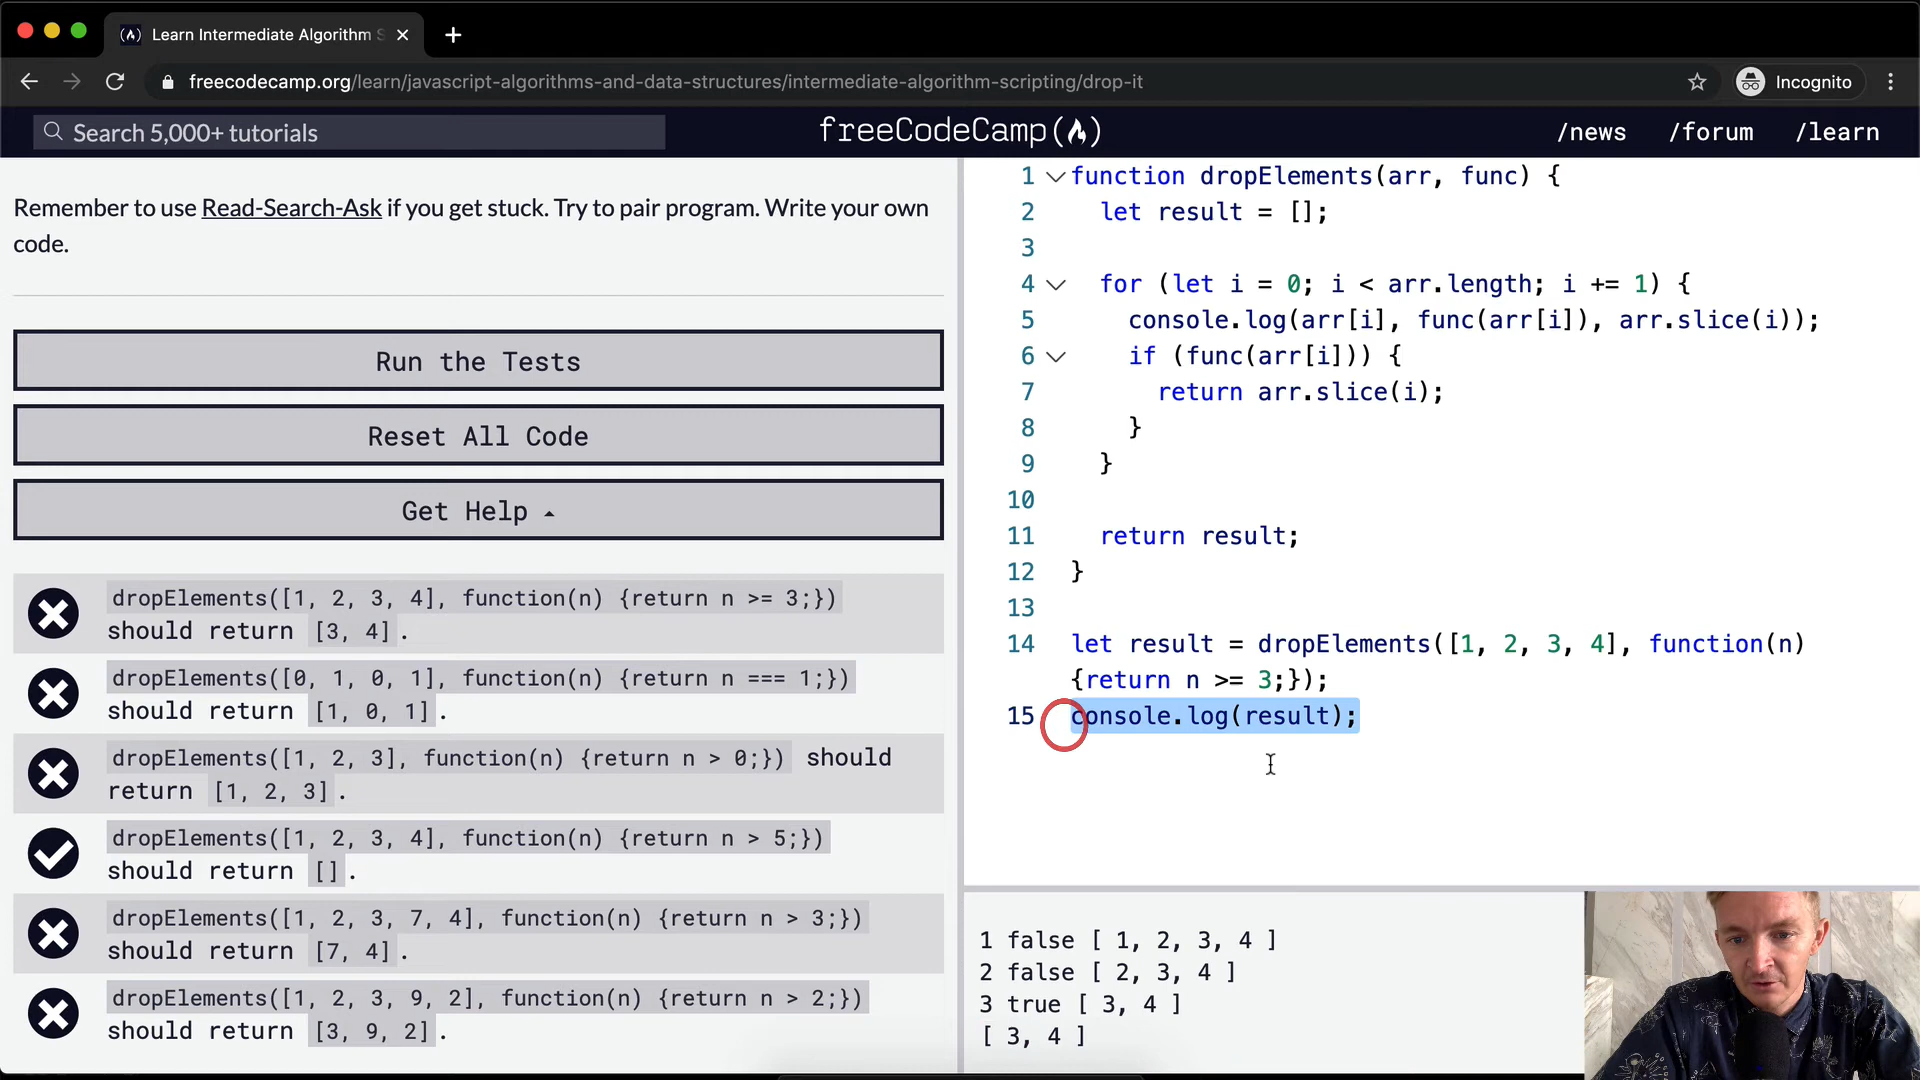 Learn Intermediate Algorithm S
freecodecamp.org/learn/javascript-algorithms-and-data-structures/intermediate-algorithm-scripting/drop-it
Incognito
Search 5,000+ tutorials
freeCodeCamp
/news
/forum
/learn
Remember to use Read-Search-Ask if you get stuck. Try to pair program. Write your own
code.
Run the Tests
Reset All Code
Get Help
dropElements([1, 2, 3, 4], function(n) {return n >= 3;})
should return [3, 4].
dropElements([0, 1, 0, 1], function(n) {return n === 1;})
should return [1, 0, 1].
dropElements([1, 2, 3], function(n) {return n > 0;}) should
return [1, 2, 3].
dropElements([1, 2, 3, 4], function(n) {return n > 5;})
should return [].
dropElements([1, 2, 3, 7, 4], function(n) {return n > 3;})
should return [7, 4].
dropElements([1, 2, 3, 9, 2], function(n) {return n > 2;})
should return [3, 9, 2].
1 function dropElements(arr, func) {
2 let result = [];
3
4 for (let i = 0; i < arr.length; i += 1) {
5 console.log(arr[i], func(arr[i]), arr.slice(i));
6 if (func(arr[i])) {
7 return arr.slice(i);
8 }
9 }
10
11 return result;
12 }
13
14 let result = dropElements([1, 2, 3, 4], function(n)
{return n >= 3;});
15 console.log(result);
1 false [ 1, 2, 3, 4 ]
2 false [ 2, 3, 4 ]
3 true [ 3, 4 ]
[ 3, 4 ]